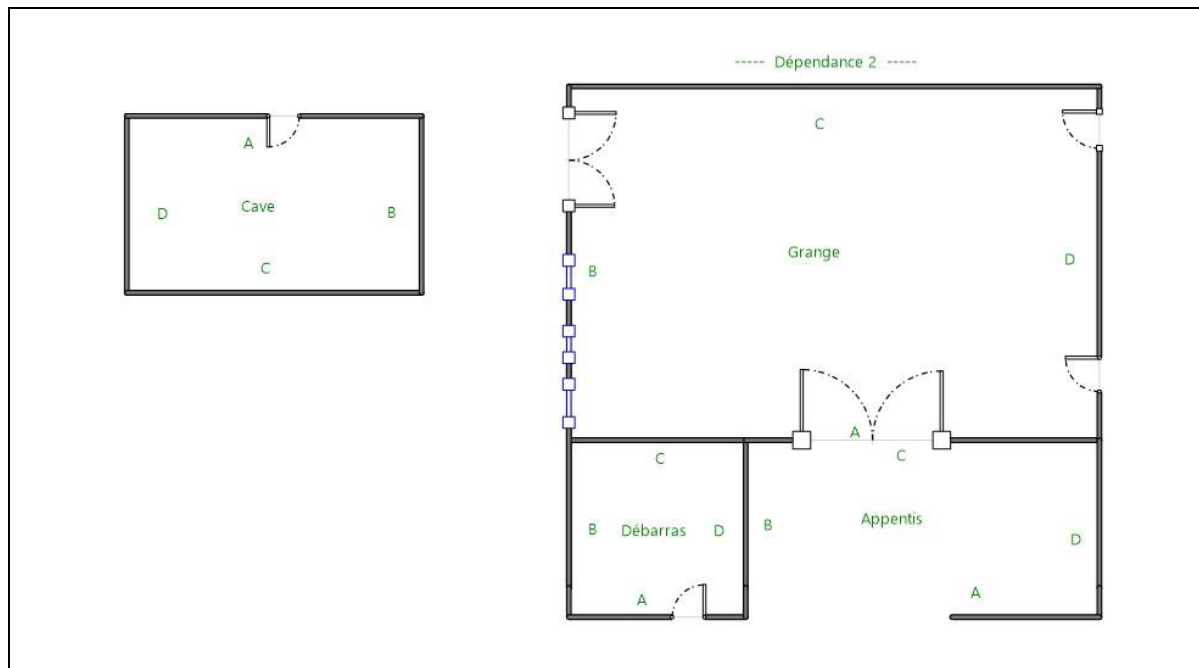 ----- Dépendance 2 -----
A
D
Cave
B
C
C
Grange
B
D
A
C
C
B
Débarras
D
B
Appentis
D
A
A